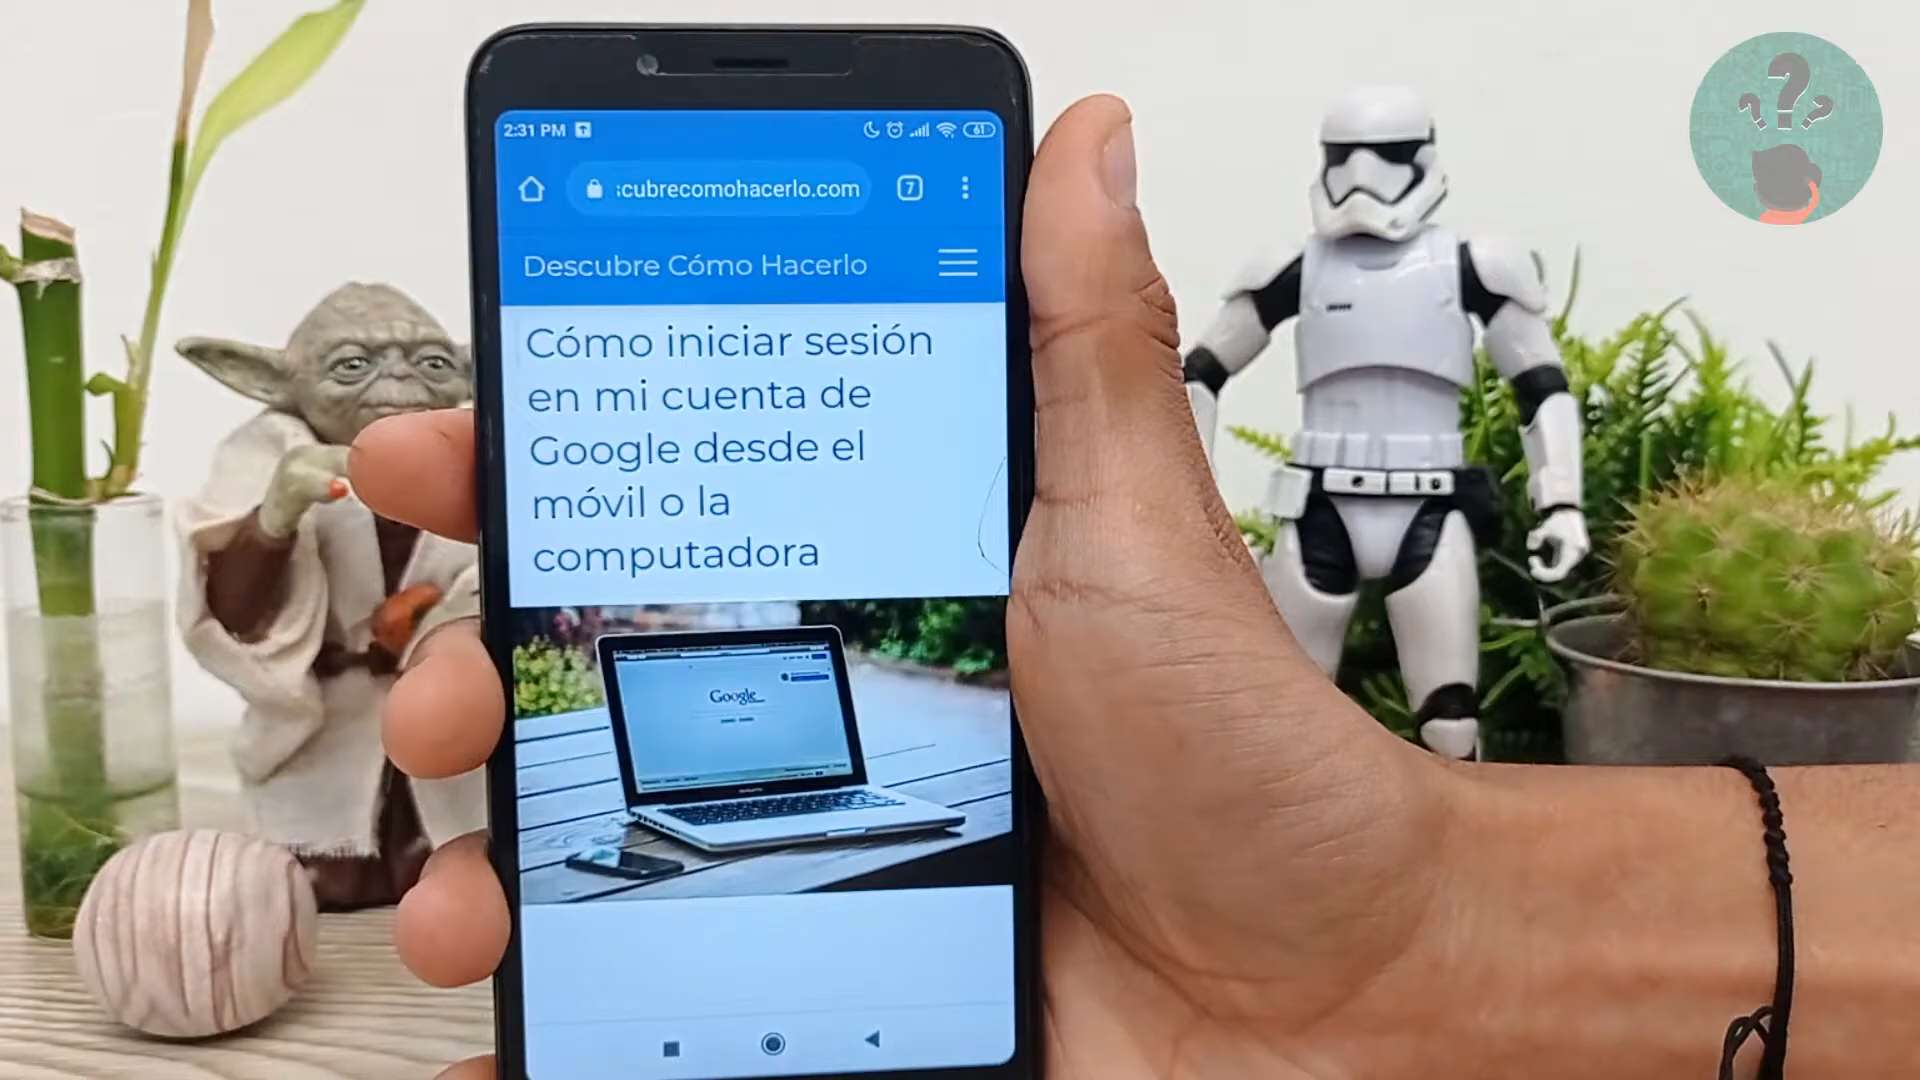 2:31 PM
61
cubrecomohacerlo.com
7
Descubre Cómo Hacerlo
Cómo iniciar sesión
en mi cuenta de
Google desde el
móvil o la
computadora
Google